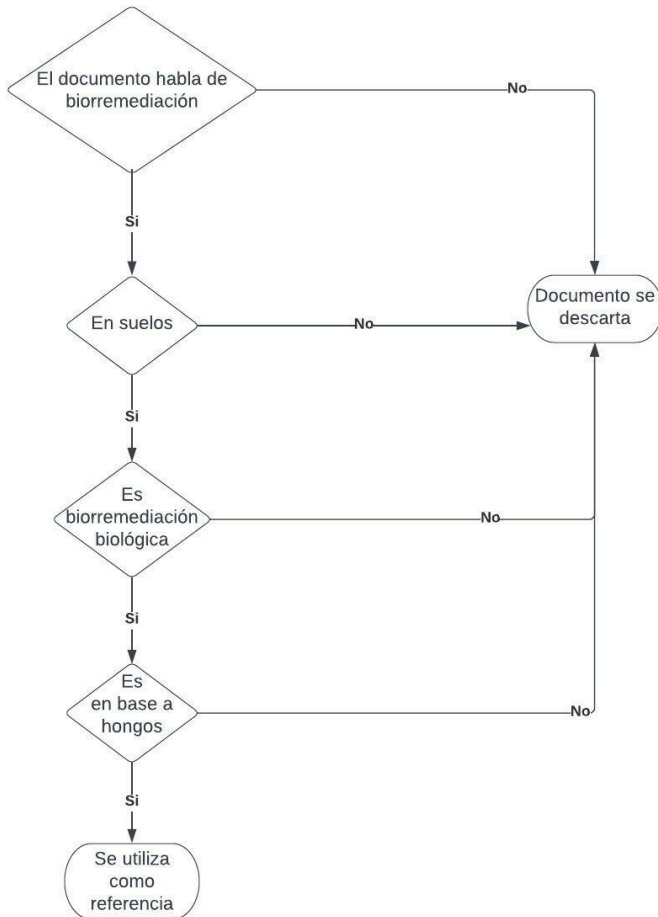 El documento habla de
biorremediación
No
Si
En suelos
No
Documento se
descarta
Si
Es
biorremediación
biológica
No
Si
Es
en base a
hongos
No
Si
Se utiliza
como
referencia